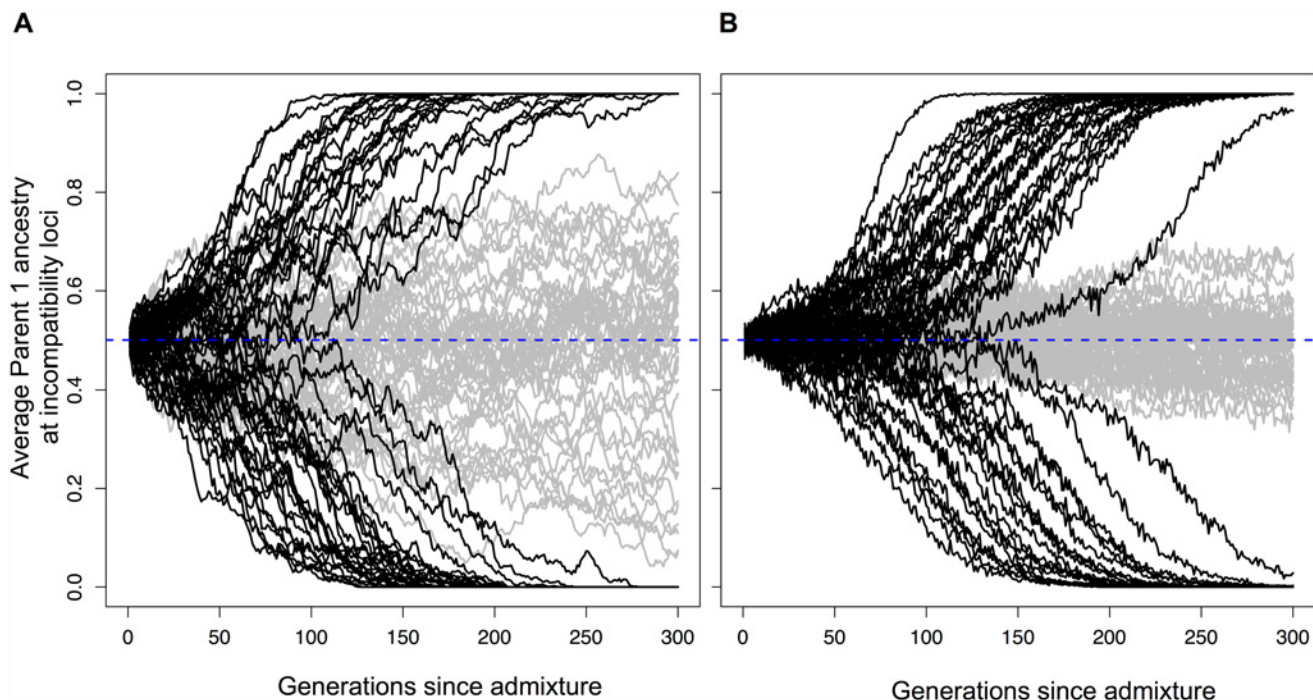 A
B
Average Parent 1 ancestry
at incompatibility loci
1.0
0.8
0.6
0.4
0.2
0.0
0 50 100 150 200 250 300
0 50 100 150 200 250 300
Generations since admixture
Generations since admixture